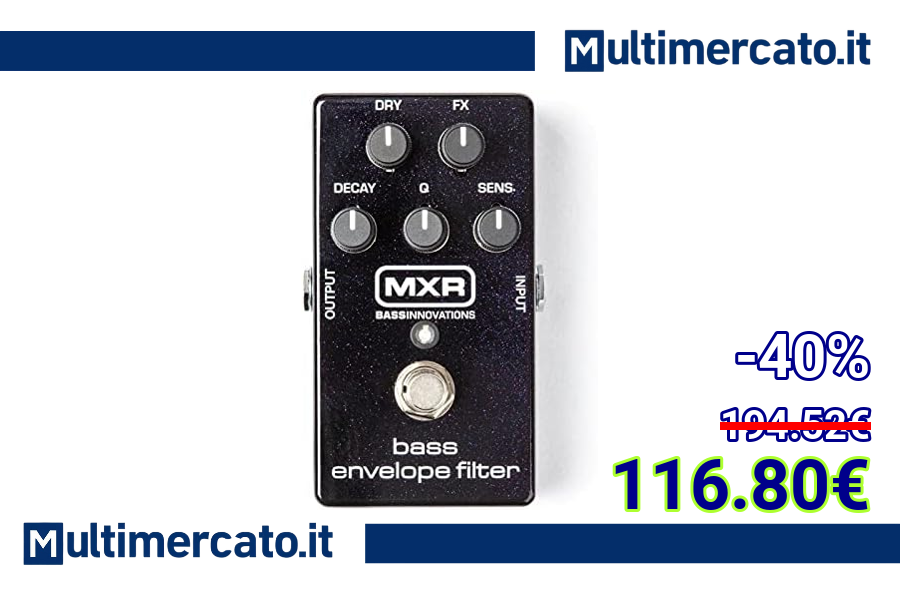 Multimercato.it
DRY FX
DECAY Q SENS.
OUTPUT
INPUT
MXR
BASSINNOVATIONS
bass
envelope filter
-40%
194.52€
116.80€
Multimercato.it